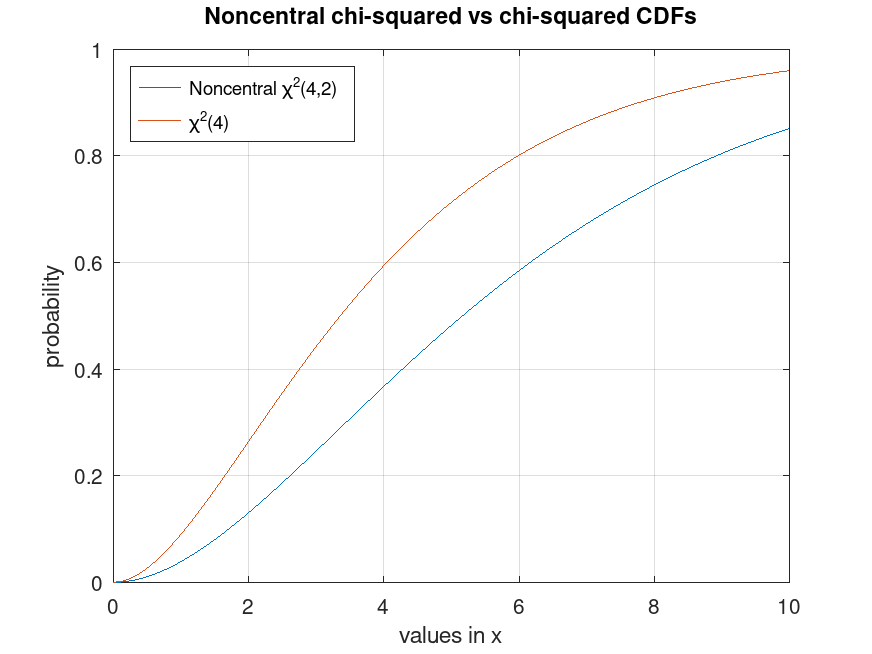 Noncentral chi-squared vs chi-squared CDFs
1
Noncentral χ²(4,2)
χ²(4)
0.8
0.6
0.4
0.2
0
0 2 4 6 8 10
probability
values in x